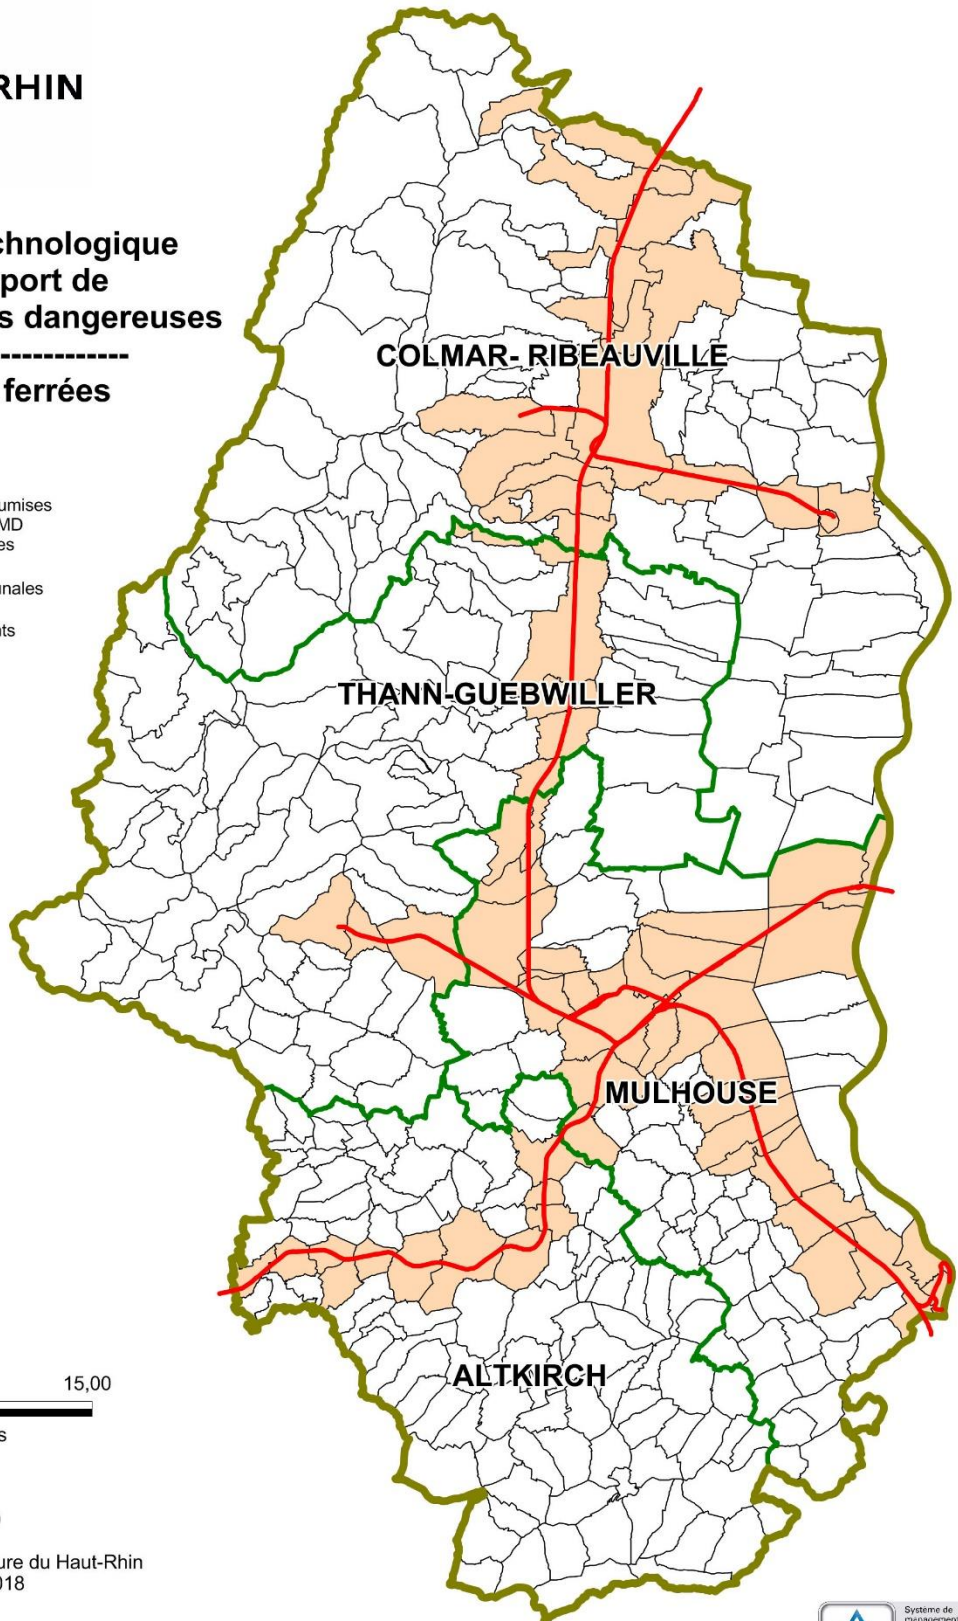 RHIN
chnologique
port de
s dangereuses
------------
ferrées
umises
MD
es
unales
ts
COLMAR- RIBEAUVILLE
THANN-GUEBWILLER
MULHOUSE
ALTKIRCH
15,00
s
ure du Haut-Rhin
018
Système de
management